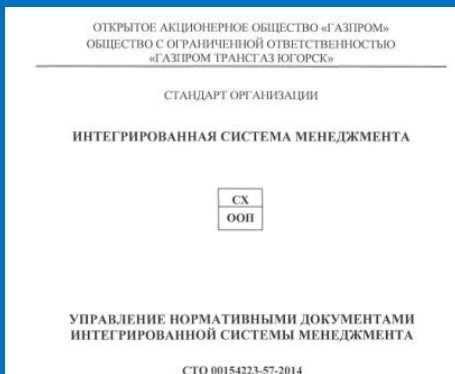 ОТКРЫТОЕ АКЦИОНЕРНОЕ ОБЩЕСТВО «ГАЗПРОМ»
ОБЩЕСТВО С ОГРАНИЧЕННОЙ ОТВЕТСТВЕННОСТЬЮ
«ГАЗПРОМ ТРАНСГАЗ ЮГОРСК»
СТАНДАРТ ОРГАНИЗАЦИИ
ИНТЕГРИРОВАННАЯ СИСТЕМА МЕНЕДЖМЕНТА
СХ
ООП
УПРАВЛЕНИЕ НОРМАТИВНЫМИ ДОКУМЕНТАМИ
ИНТЕГРИРОВАННОЙ СИСТЕМЫ МЕНЕДЖМЕНТА
СТО 00154223-57-2014